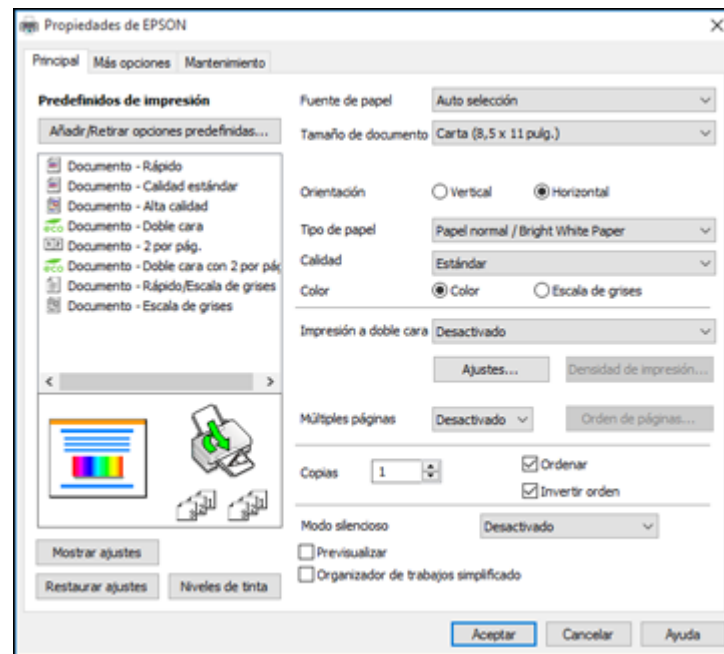 Propiedades de EPSON
Principal Más opciones Mantenimiento
Predefinidos de impresión
Añadir/Retirar opciones predefinidas...
Documento - Rápido
Documento - Calidad estándar
Documento - Alta calidad
Documento - Doble cara
Documento - 2 por pág.
Documento - Doble cara con 2 por pág
Documento - Rápido/Escala de grises
Documento - Escala de grises
Mostrar ajustes
Restaurar ajustes Niveles de tinta
Fuente de papel Auto selección
Tamaño de documento Carta (8,5 x 11 pulg.)
Orientación Vertical Horizontal
Tipo de papel Papel normal / Bright White Paper
Calidad Estándar
Color Color Escala de grises
Impresión a doble cara Desactivado
Ajustes... Densidad de impresión...
Múltiples páginas Desactivado Orden de páginas...
Copias 1 Ordenar
Invertir orden
Modo silencioso Desactivado
Previsualizar
Organizador de trabajos simplificado
Aceptar Cancelar Ayuda